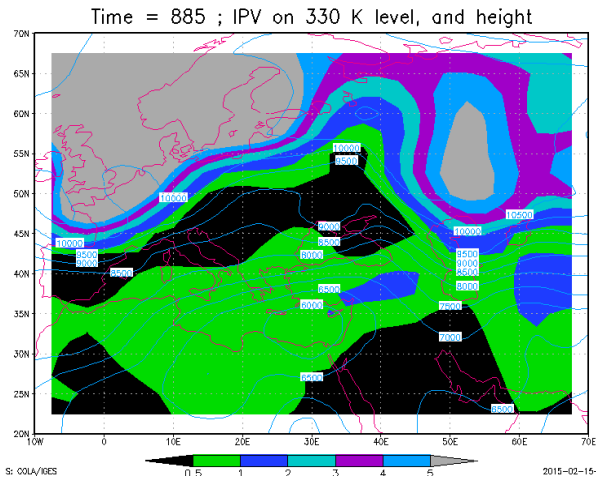 Time = 885 ; IPV on 330 K level, and height
70N
65N
60N
55N
50N
45N
40N
35N
30N
25N
20N
10W 0 10E 20E 30E 40E 50E 60E 70E
10000
9500
10000
10500
9000
8500
8000
10000
9500
9000
8500
10000
9500
9000
8500
8000
6500
6000
7500
7000
6500
6500
0.5 1 2 3 4 5
GrADS: COLA/IGES
2015-02-15-